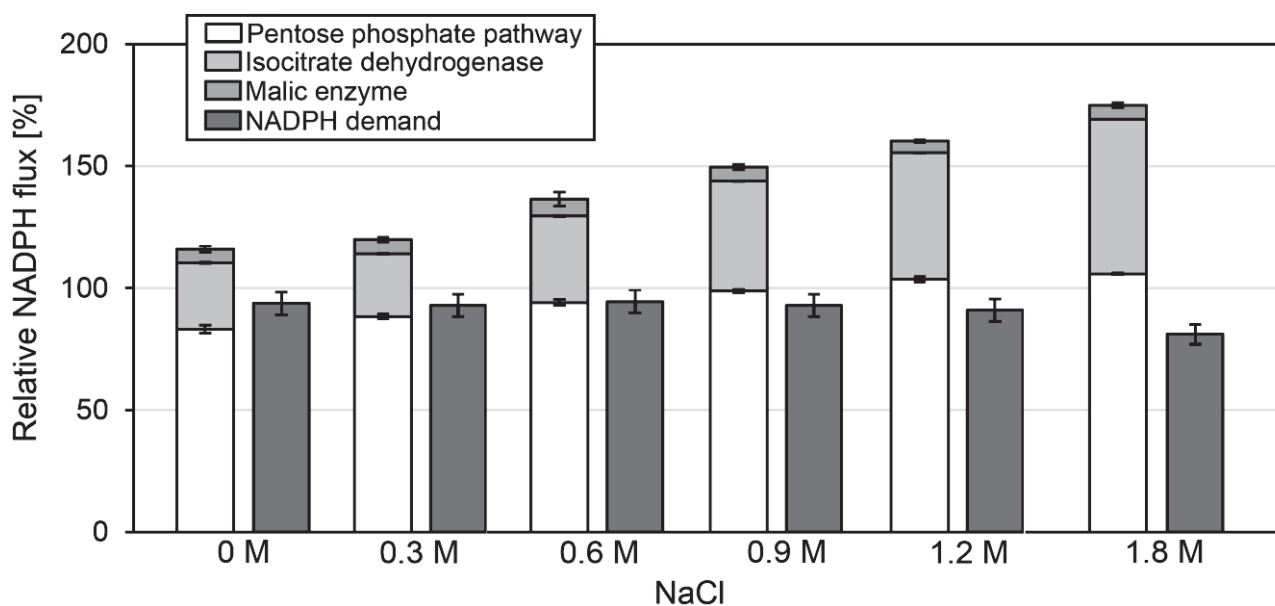 Relative NADPH flux [%]
200
150
100
50
0
Pentose phosphate pathway
Isocitrate dehydrogenase
Malic enzyme
NADPH demand
0 M 0.3 M 0.6 M 0.9 M 1.2 M 1.8 M
NaCl